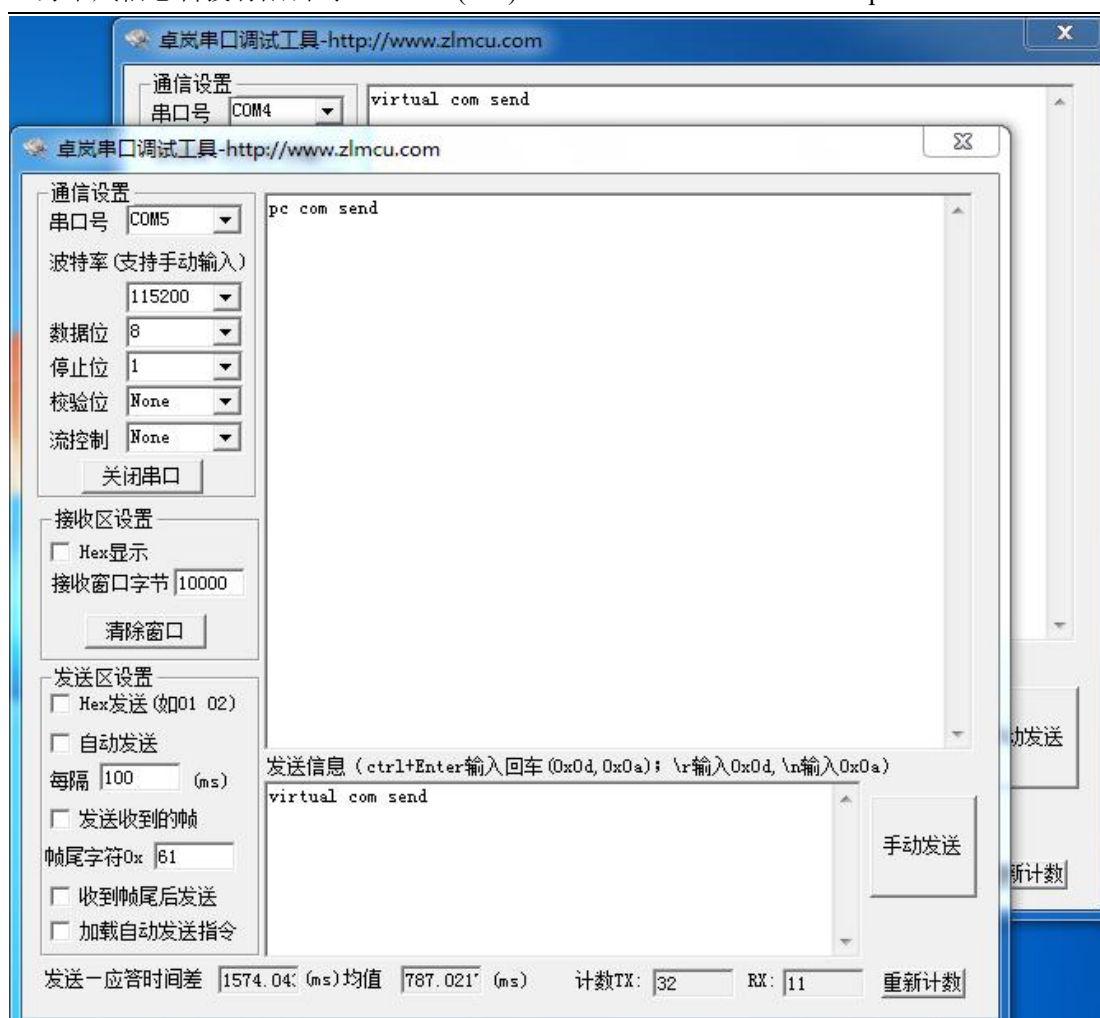 卓岚串口调试工具-http://www.zlmcu.com
通信设置
串口号 COM4
virtual com send
卓岚串口调试工具-http://www.zlmcu.com
通信设置
串口号 COM5
波特率(支持手动输入)
115200
数据位 8
停止位 1
校验位 None
流控制 None
关闭串口
pc com send
接收区设置
Hex显示
接收窗口字节 10000
清除窗口
发送区设置
Hex发送(如01 02)
自动发送
每隔 100 (ms)
发送收到的帧
帧尾字符0x 61
收到帧尾后发送
加载自动发送指令
发送信息(ctrl+Enter输入回车(0x0d,0x0a); \r输入0x0d,\n输入0x0a)
virtual com send
手动发送
动发送
新计数
发送一应答时间差 1574.04 (ms)均值 787.021 (ms) 计数TX: 32 RX: 11 重新计数